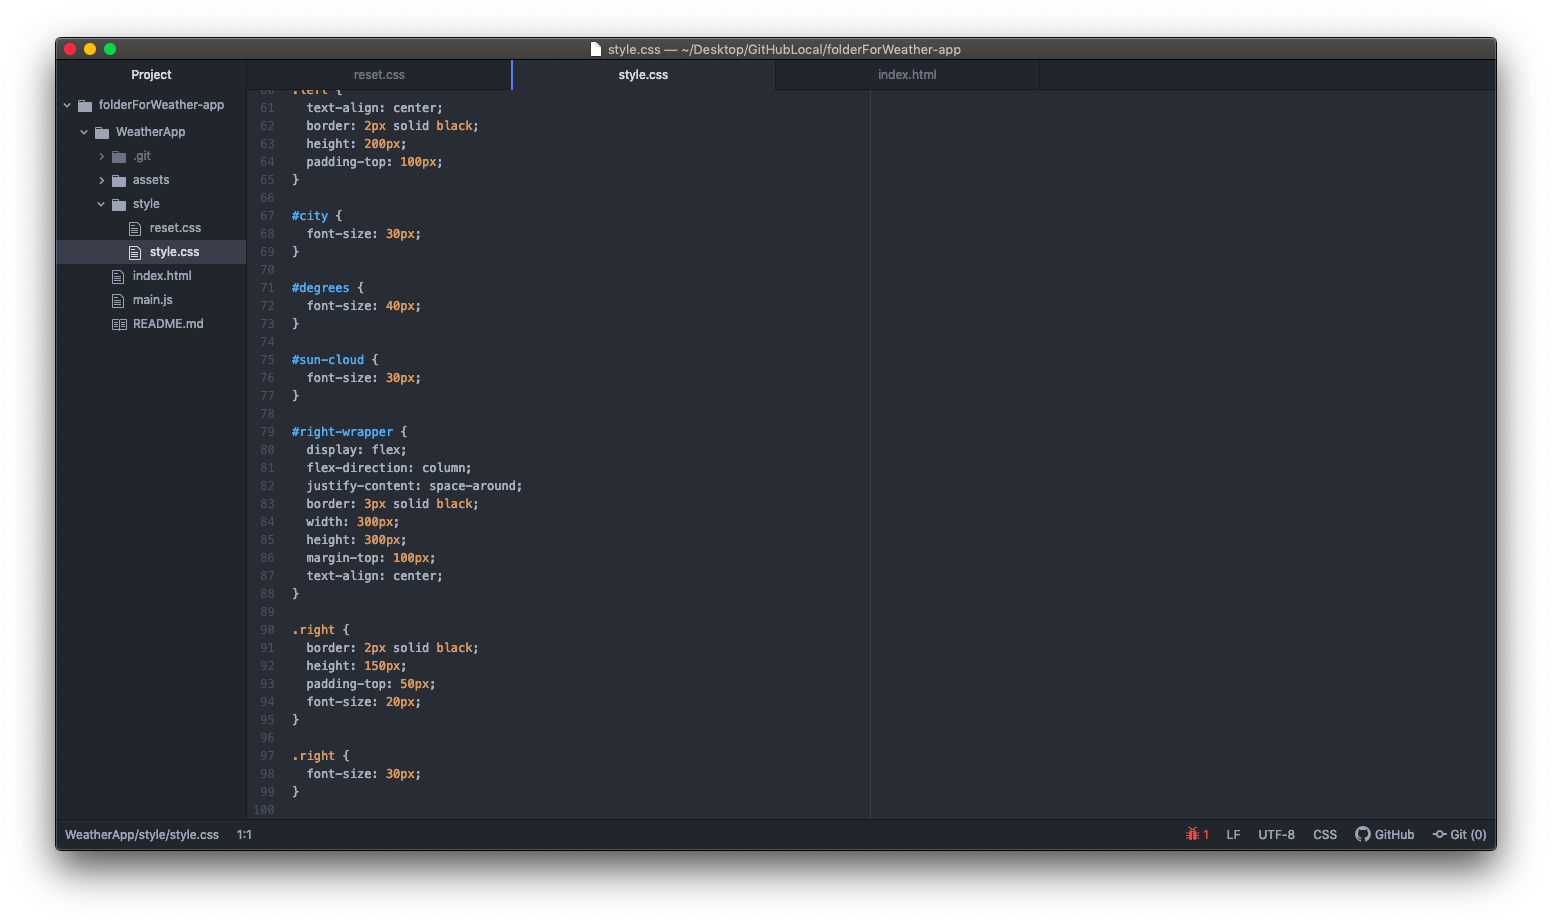 style.css — ~/Desktop/GitHubLocal/folderForWeather-app
Project
reset.css
style.css
index.html
folderForWeather-app
WeatherApp
.git
assets
style
reset.css
style.css
index.html
main.js
README.md
60 .left {
61 text-align: center;
62 border: 2px solid black;
63 height: 200px;
64 padding-top: 100px;
65 }
66
67 #city {
68 font-size: 30px;
69 }
70
71 #degrees {
72 font-size: 40px;
73 }
74
75 #sun-cloud {
76 font-size: 30px;
77 }
78
79 #right-wrapper {
80 display: flex;
81 flex-direction: column;
82 justify-content: space-around;
83 border: 3px solid black;
84 width: 300px;
85 height: 300px;
86 margin-top: 100px;
87 text-align: center;
88 }
89
90 .right {
91 border: 2px solid black;
92 height: 150px;
93 padding-top: 50px;
94 font-size: 20px;
95 }
96
97 .right {
98 font-size: 30px;
99 }
100
WeatherApp/style/style.css 1:1
1 LF UTF-8 CSS GitHub Git (0)